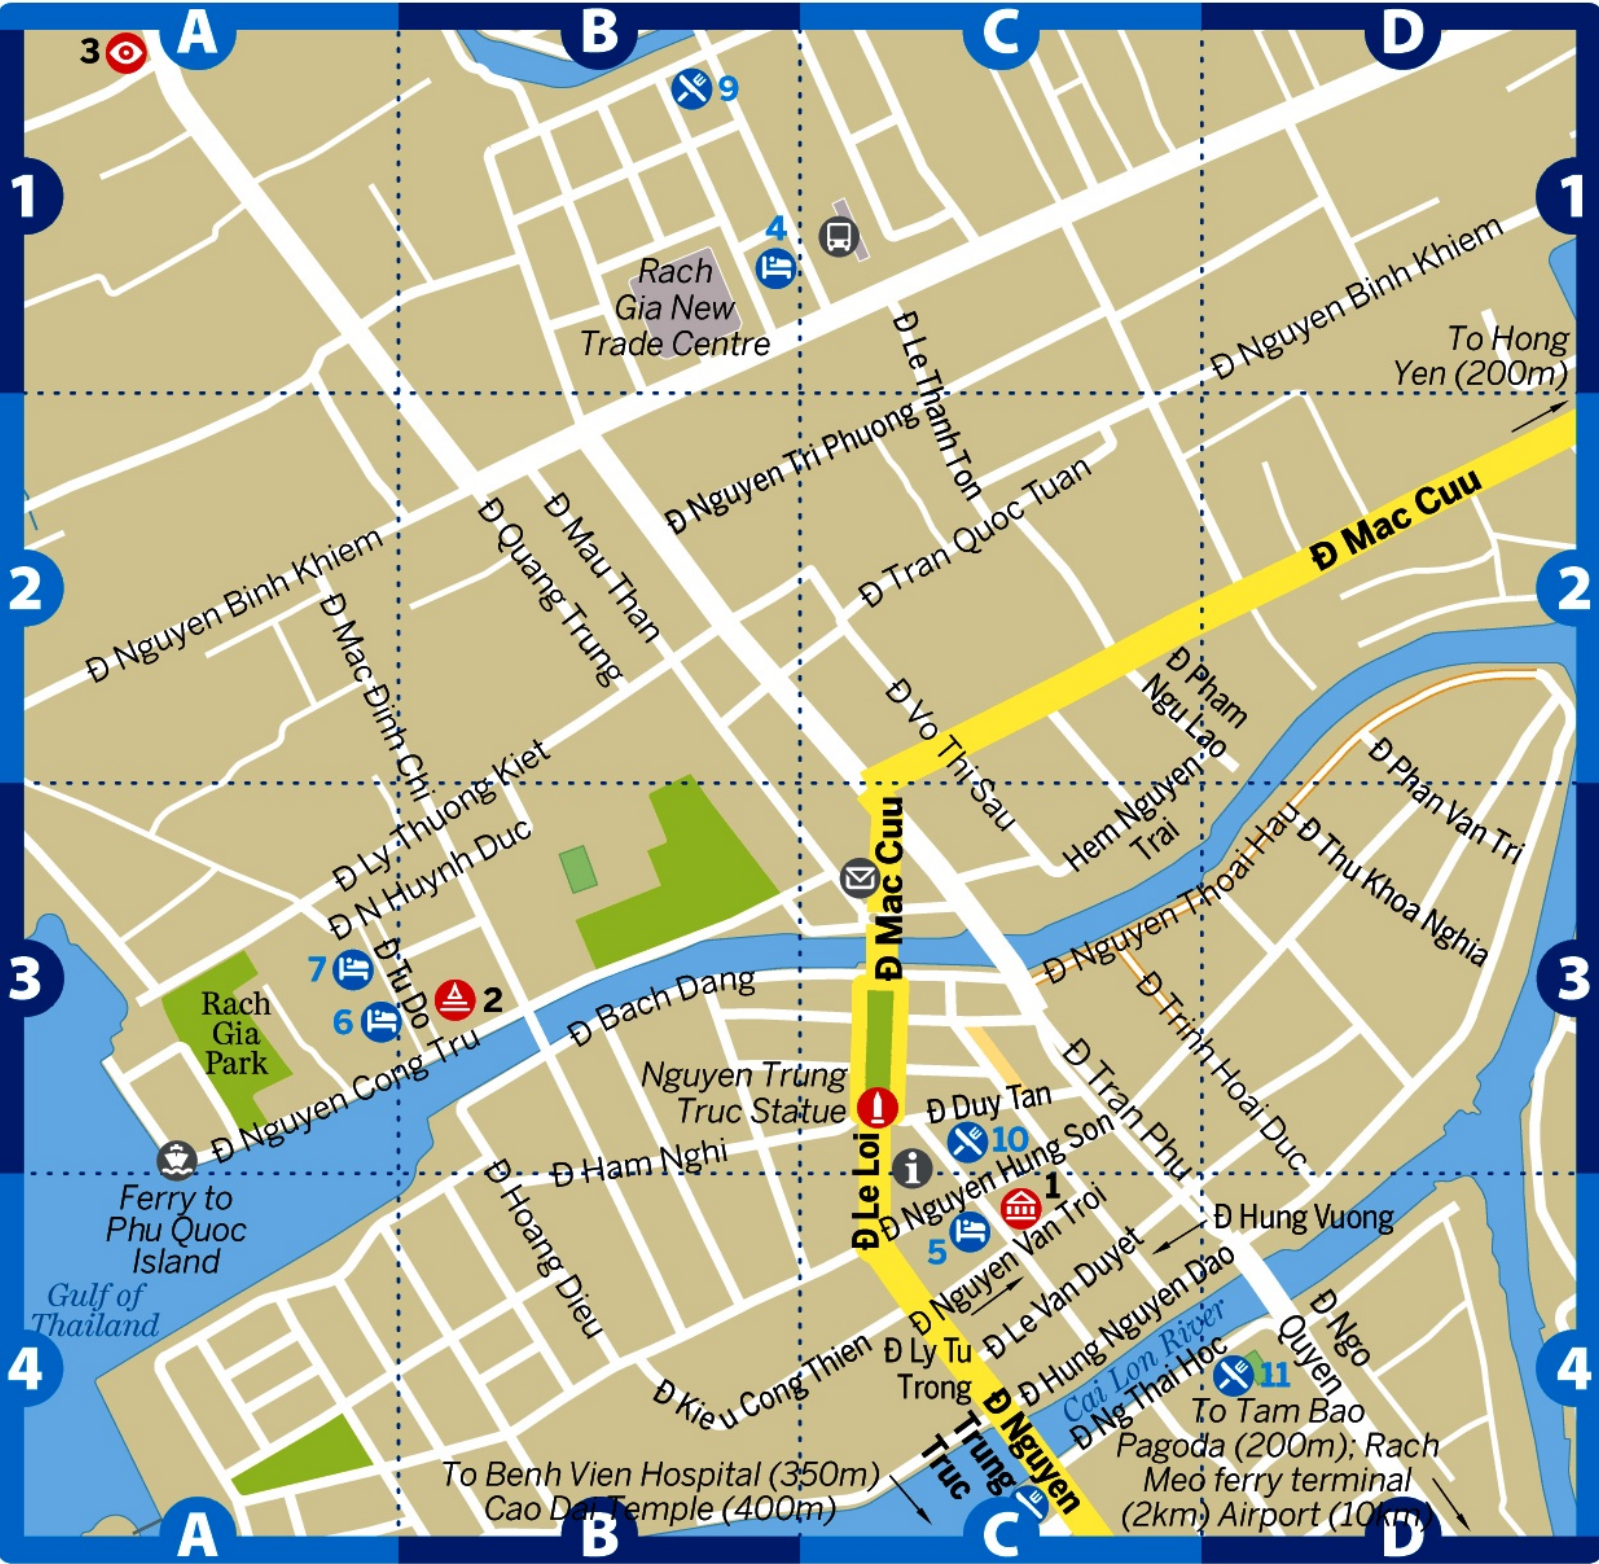 A
B
C
D
3
9
1
1
4
Rach
Gia New
Trade Centre
Đ Le Thanh Ton
Đ Nguyen Binh Khiem
To Hong
Yen (200m)
Đ Nguyen Tri Phuong
Đ Tran Quoc Tuan
Đ Mac Cuu
Đ Quang Trung
Đ Mau Than
Đ Nguyen Binh Khiem
2
2
Đ Mac Đinh Chi
Đ Vo Thi Sau
Đ Pham
Ngu Lao
Hem Nguyen
Trai
Đ Ly Thuong Kiet
Đ N Huynh Duc
Đ Phan Van Tri
Đ Thu Khoa Nghia
Đ Mac Cuu
Đ Nguyen Thoai Hau
3
3
7
6
Đ Tu Do
2
Rach
Gia
Park
Đ Bach Dang
Đ Nguyen Cong Tru
Đ Trinh Hoai Duc
Đ Tran Phu
Nguyen Trung
Truc Statue
Đ Duy Tan
10
Đ Ham Nghi
Đ Le Loi
Đ Nguyen Hung Son
1
5
Ferry to
Phu Quoc
Island
Gulf of
Thailand
Đ Hoang Dieu
Đ Nguyen Van Troi
Đ Hung Vuong
Đ Le Van Duyet
Đ Hung Nguyen Dao
Cai Lon River
Đ Ngo
Quyen
4
4
Đ Kie u Cong Thien
Đ Ly Tu
Trong
Đ Ng Thai Hoc
11
Đ Nguyen
Trung
Truc
To Tam Bao
Pagoda (200m); Rach
Meo ferry terminal
(2km) Airport (10km)
To Benh Vien Hospital (350m)
Cao Dai Temple (400m)
A
B
C
D